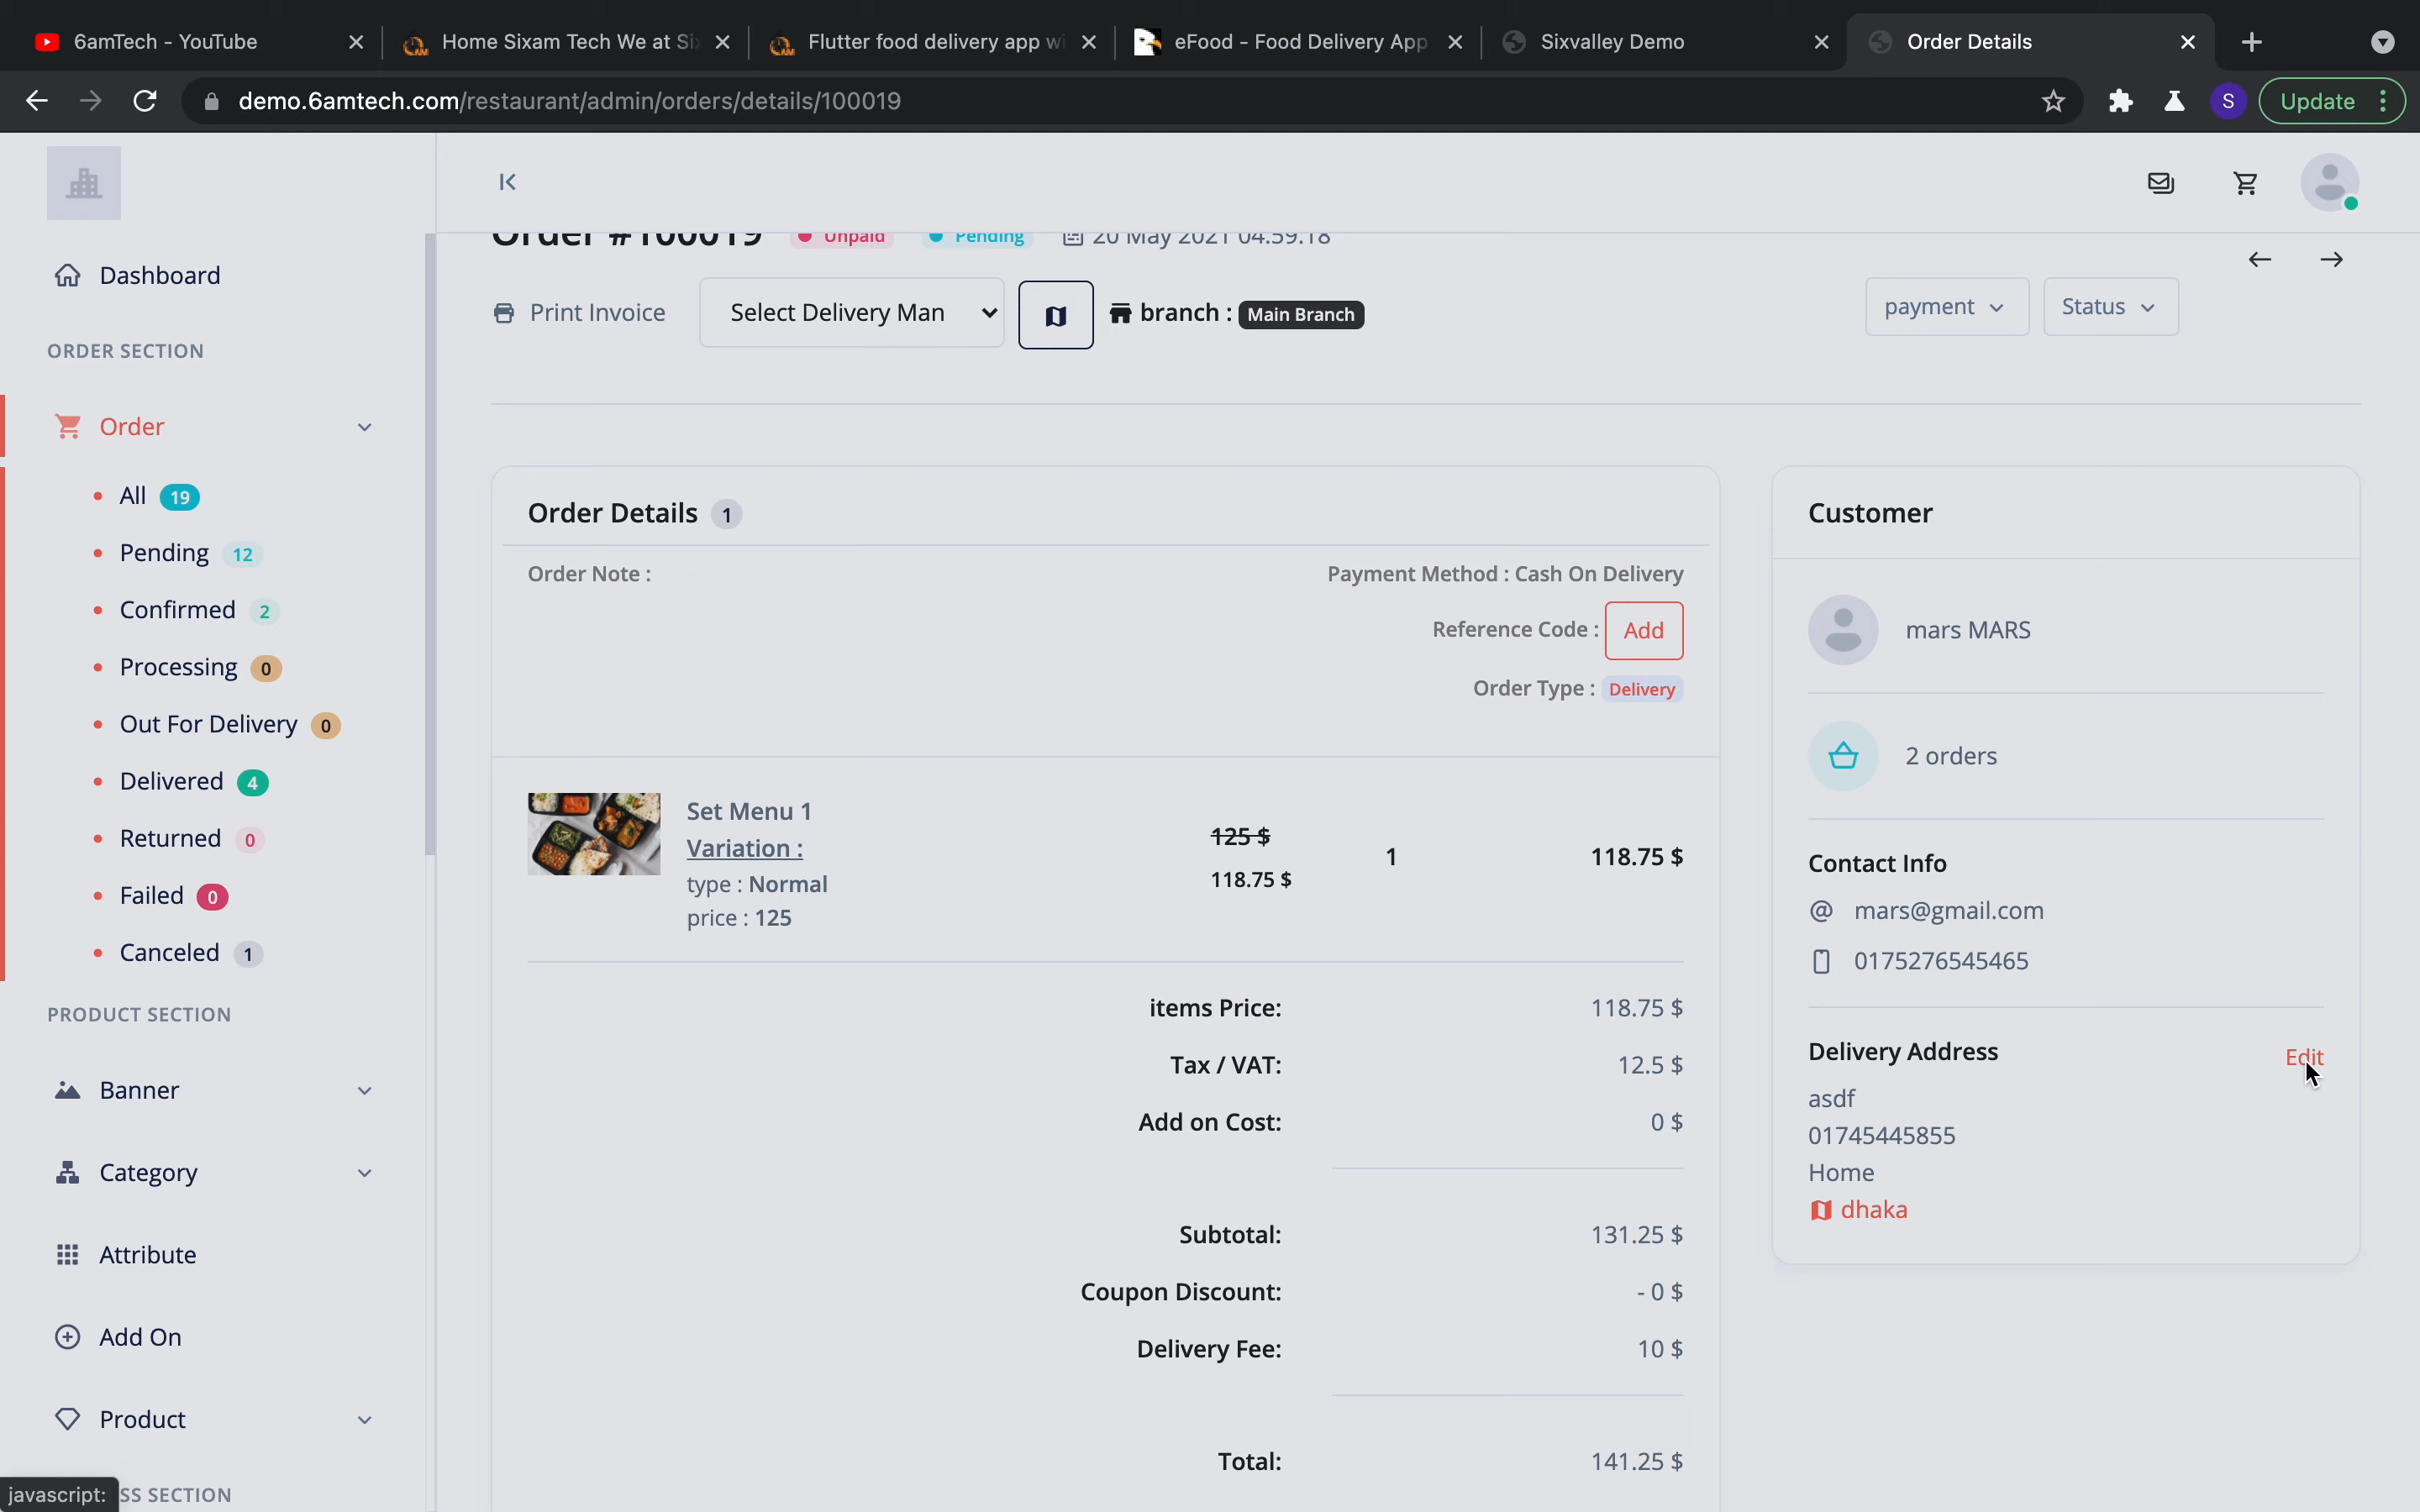 6amTech - YouTube
Home Sixam Tech We at Si
Flutter food delivery app wi
eFood - Food Delivery App
Sixvalley Demo
Order Details
demo.6amtech.com/restaurant/admin/orders/details/100019
S
Update
Order #100019
Unpaid
Pending
20 May 2021 04:59:18
Print Invoice
Select Delivery Man
branch :
Main Branch
payment
Status
Dashboard
ORDER SECTION
Order
All 19
Pending 12
Confirmed 2
Processing 0
Out For Delivery 0
Delivered 4
Returned 0
Failed 0
Canceled 1
PRODUCT SECTION
Banner
Category
Attribute
Add On
Product
SS SECTION
javascript:
Order Details 1
Order Note :
Payment Method : Cash On Delivery
Reference Code : Add
Order Type : Delivery
Set Menu 1
Variation :
type : Normal
price : 125
125 $
118.75 $
1
118.75 $
items Price: 118.75 $
Tax / VAT: 12.5 $
Add on Cost: 0 $
Subtotal: 131.25 $
Coupon Discount: - 0 $
Delivery Fee: 10 $
Total: 141.25 $
Customer
mars MARS
2 orders
Contact Info
@ mars@gmail.com
0175276545465
Delivery Address
Edit
asdf
01745445855
Home
dhaka